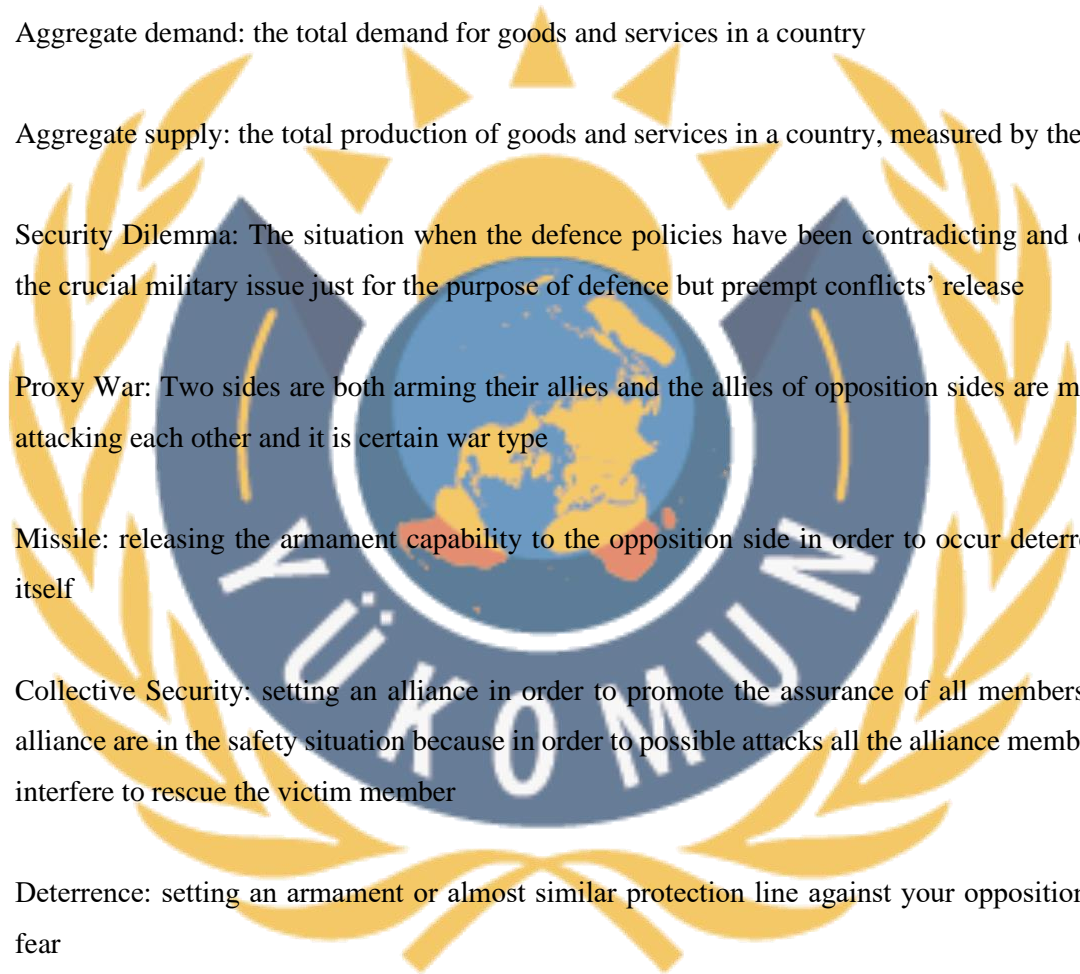 Aggregate demand: the total demand for goods and services in a country
Aggregate supply: the total production of goods and services in a country, measured by the
Security Dilemma: The situation when the defence policies have been contradicting and
the crucial military issue just for the purpose of defence but preempt conflicts’ release
Proxy War: Two sides are both arming their allies and the allies of opposition sides are
attacking each other and it is certain war type
Missile: releasing the armament capability to the opposition side in order to occur
itself
Collective Security: setting an alliance in order to promote the assurance of all members
alliance are in the safety situation because in order to possible attacks all the alliance
interfere to rescue the victim member
Deterrence: setting an armament or almost similar protection line against your opposition
fear
YÜKOMUN